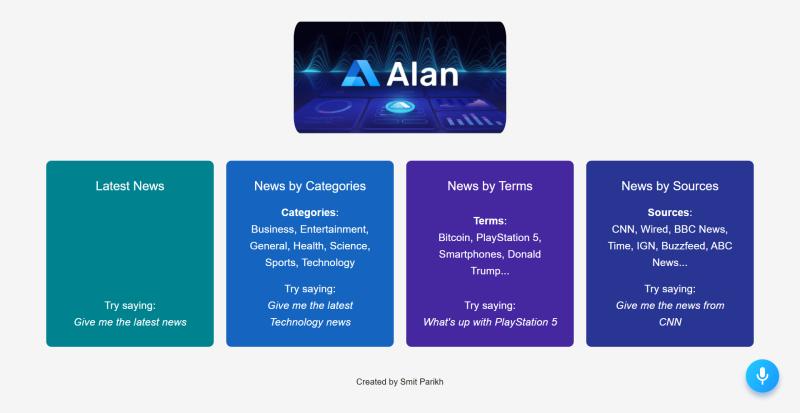 Alan
Latest News
Try saying:
Give me the latest news
News by Categories
Categories:
Business, Entertainment,
General, Health, Science,
Sports, Technology
Try saying:
Give me the latest
Technology news
News by Terms
Terms:
Bitcoin, PlayStation 5,
Smartphones, Donald
Trump...
Try saying:
What's up with PlayStation 5
News by Sources
Sources:
CNN, Wired, BBC News,
Time, IGN, Buzzfeed, ABC
News...
Try saying:
Give me the news from
CNN
Created by Smit Parikh